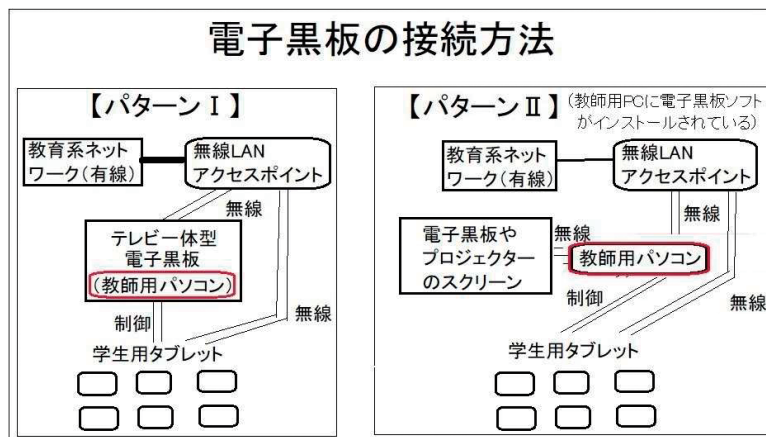 電子黒板の接続方法
【パターンⅠ】
教育系ネット
ワーク(有線)
無線LAN
アクセスポイント
無線
テレビ一体型
電子黒板
(教師用パソコン)
制御
無線
学生用タブレット
【パターンⅡ】
(教師用PCに電子黒板ソフト
がインストールされている)
教育系ネット
ワーク(有線)
無線LAN
アクセスポイント
無線
電子黒板や
プロジェクター
のスクリーン
無線
教師用パソコン
制御
無線
学生用タブレット